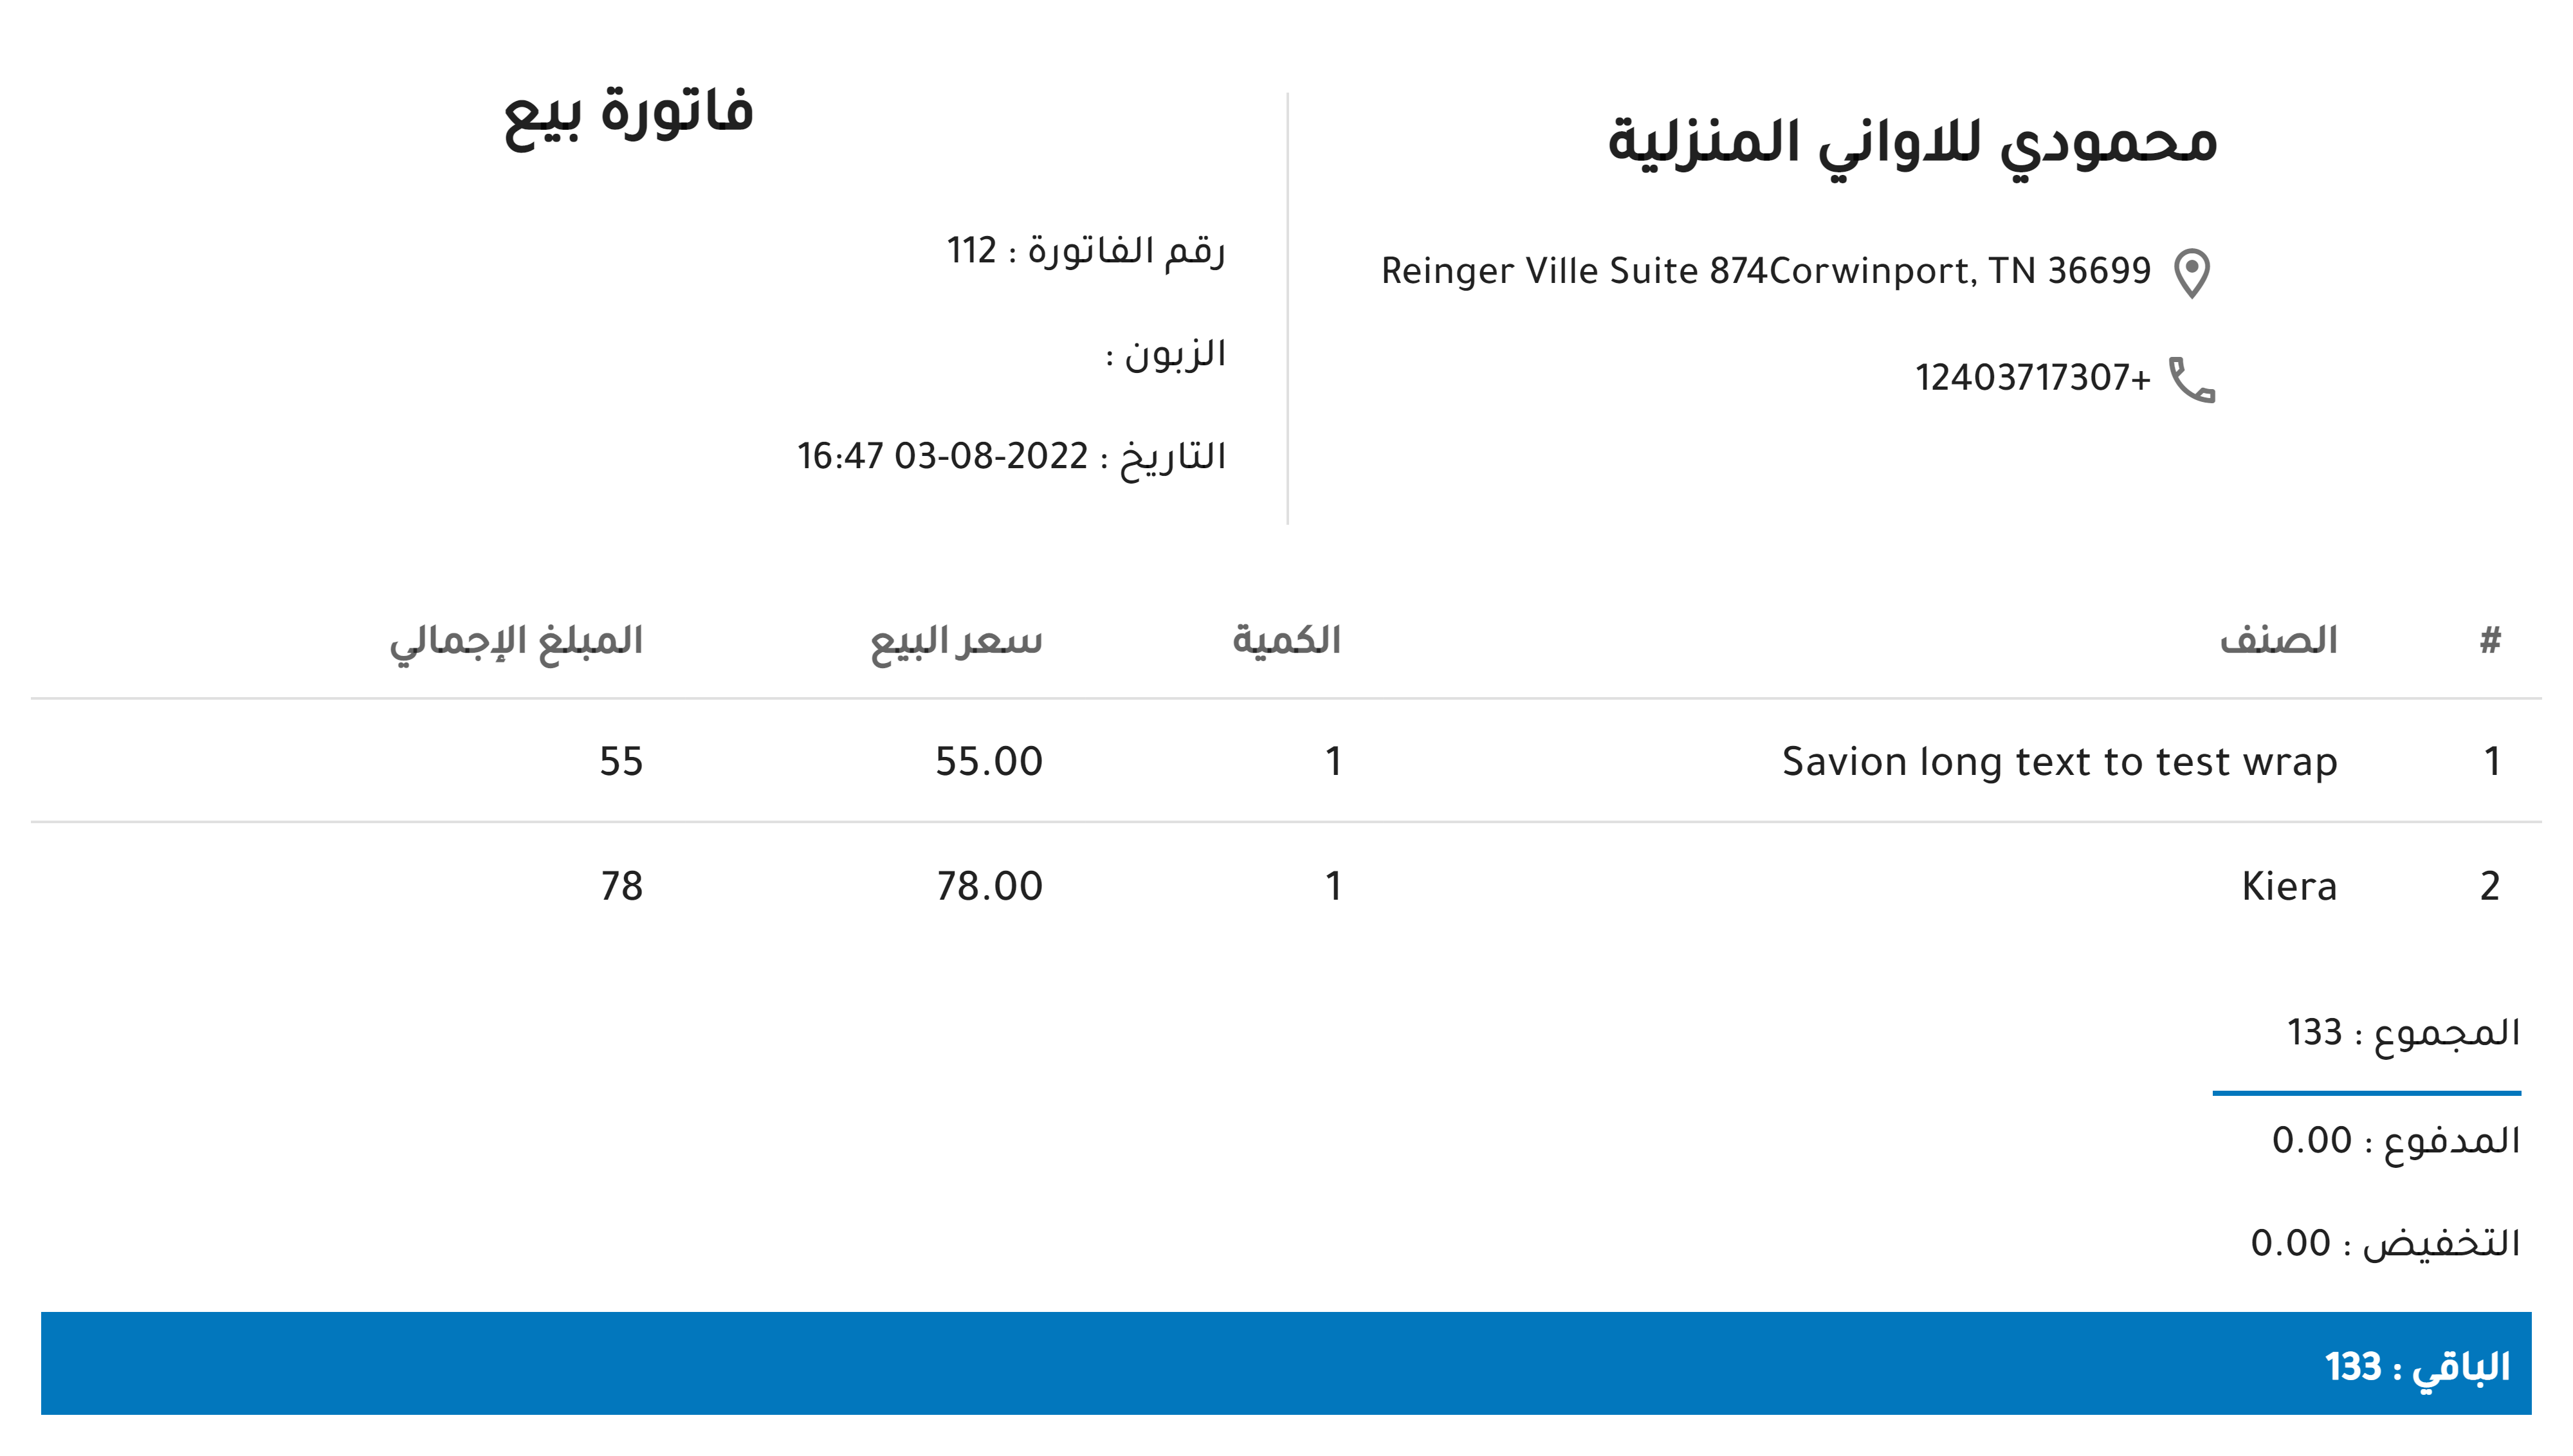 محمودي للاواني المنزلية
Reinger Ville Suite 874Corwinport, TN 36699
12403717307+
فاتورة بيع
رقم الفاتورة : 112
الزبون :
التاريخ : 2022-08-03 16:47
# الصنف الكمية سعر البيع المبلغ الإجمالي
1 Savion long text to test wrap 1 55.00 55
2 Kiera 1 78.00 78
المجموع : 133
المدفوع : 0.00
التخفيض : 0.00
الباقي : 133